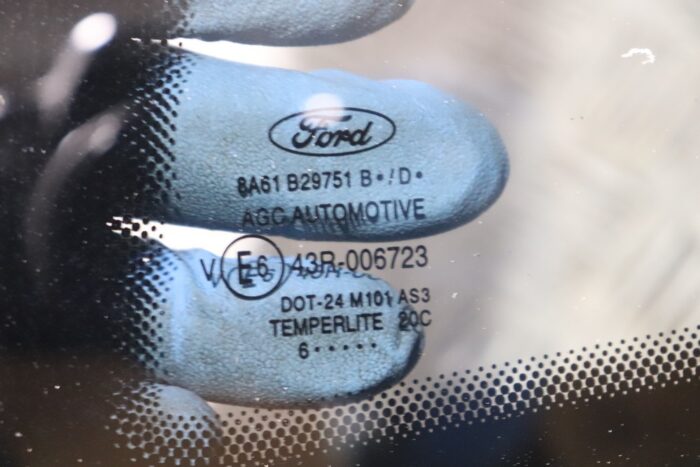 Ford
8A61 B29751 B•/D•
AGC AUTOMOTIVE
V E6 43R-006723
DOT-24 M101 AS3
TEMPERLITE 20C
6•••••